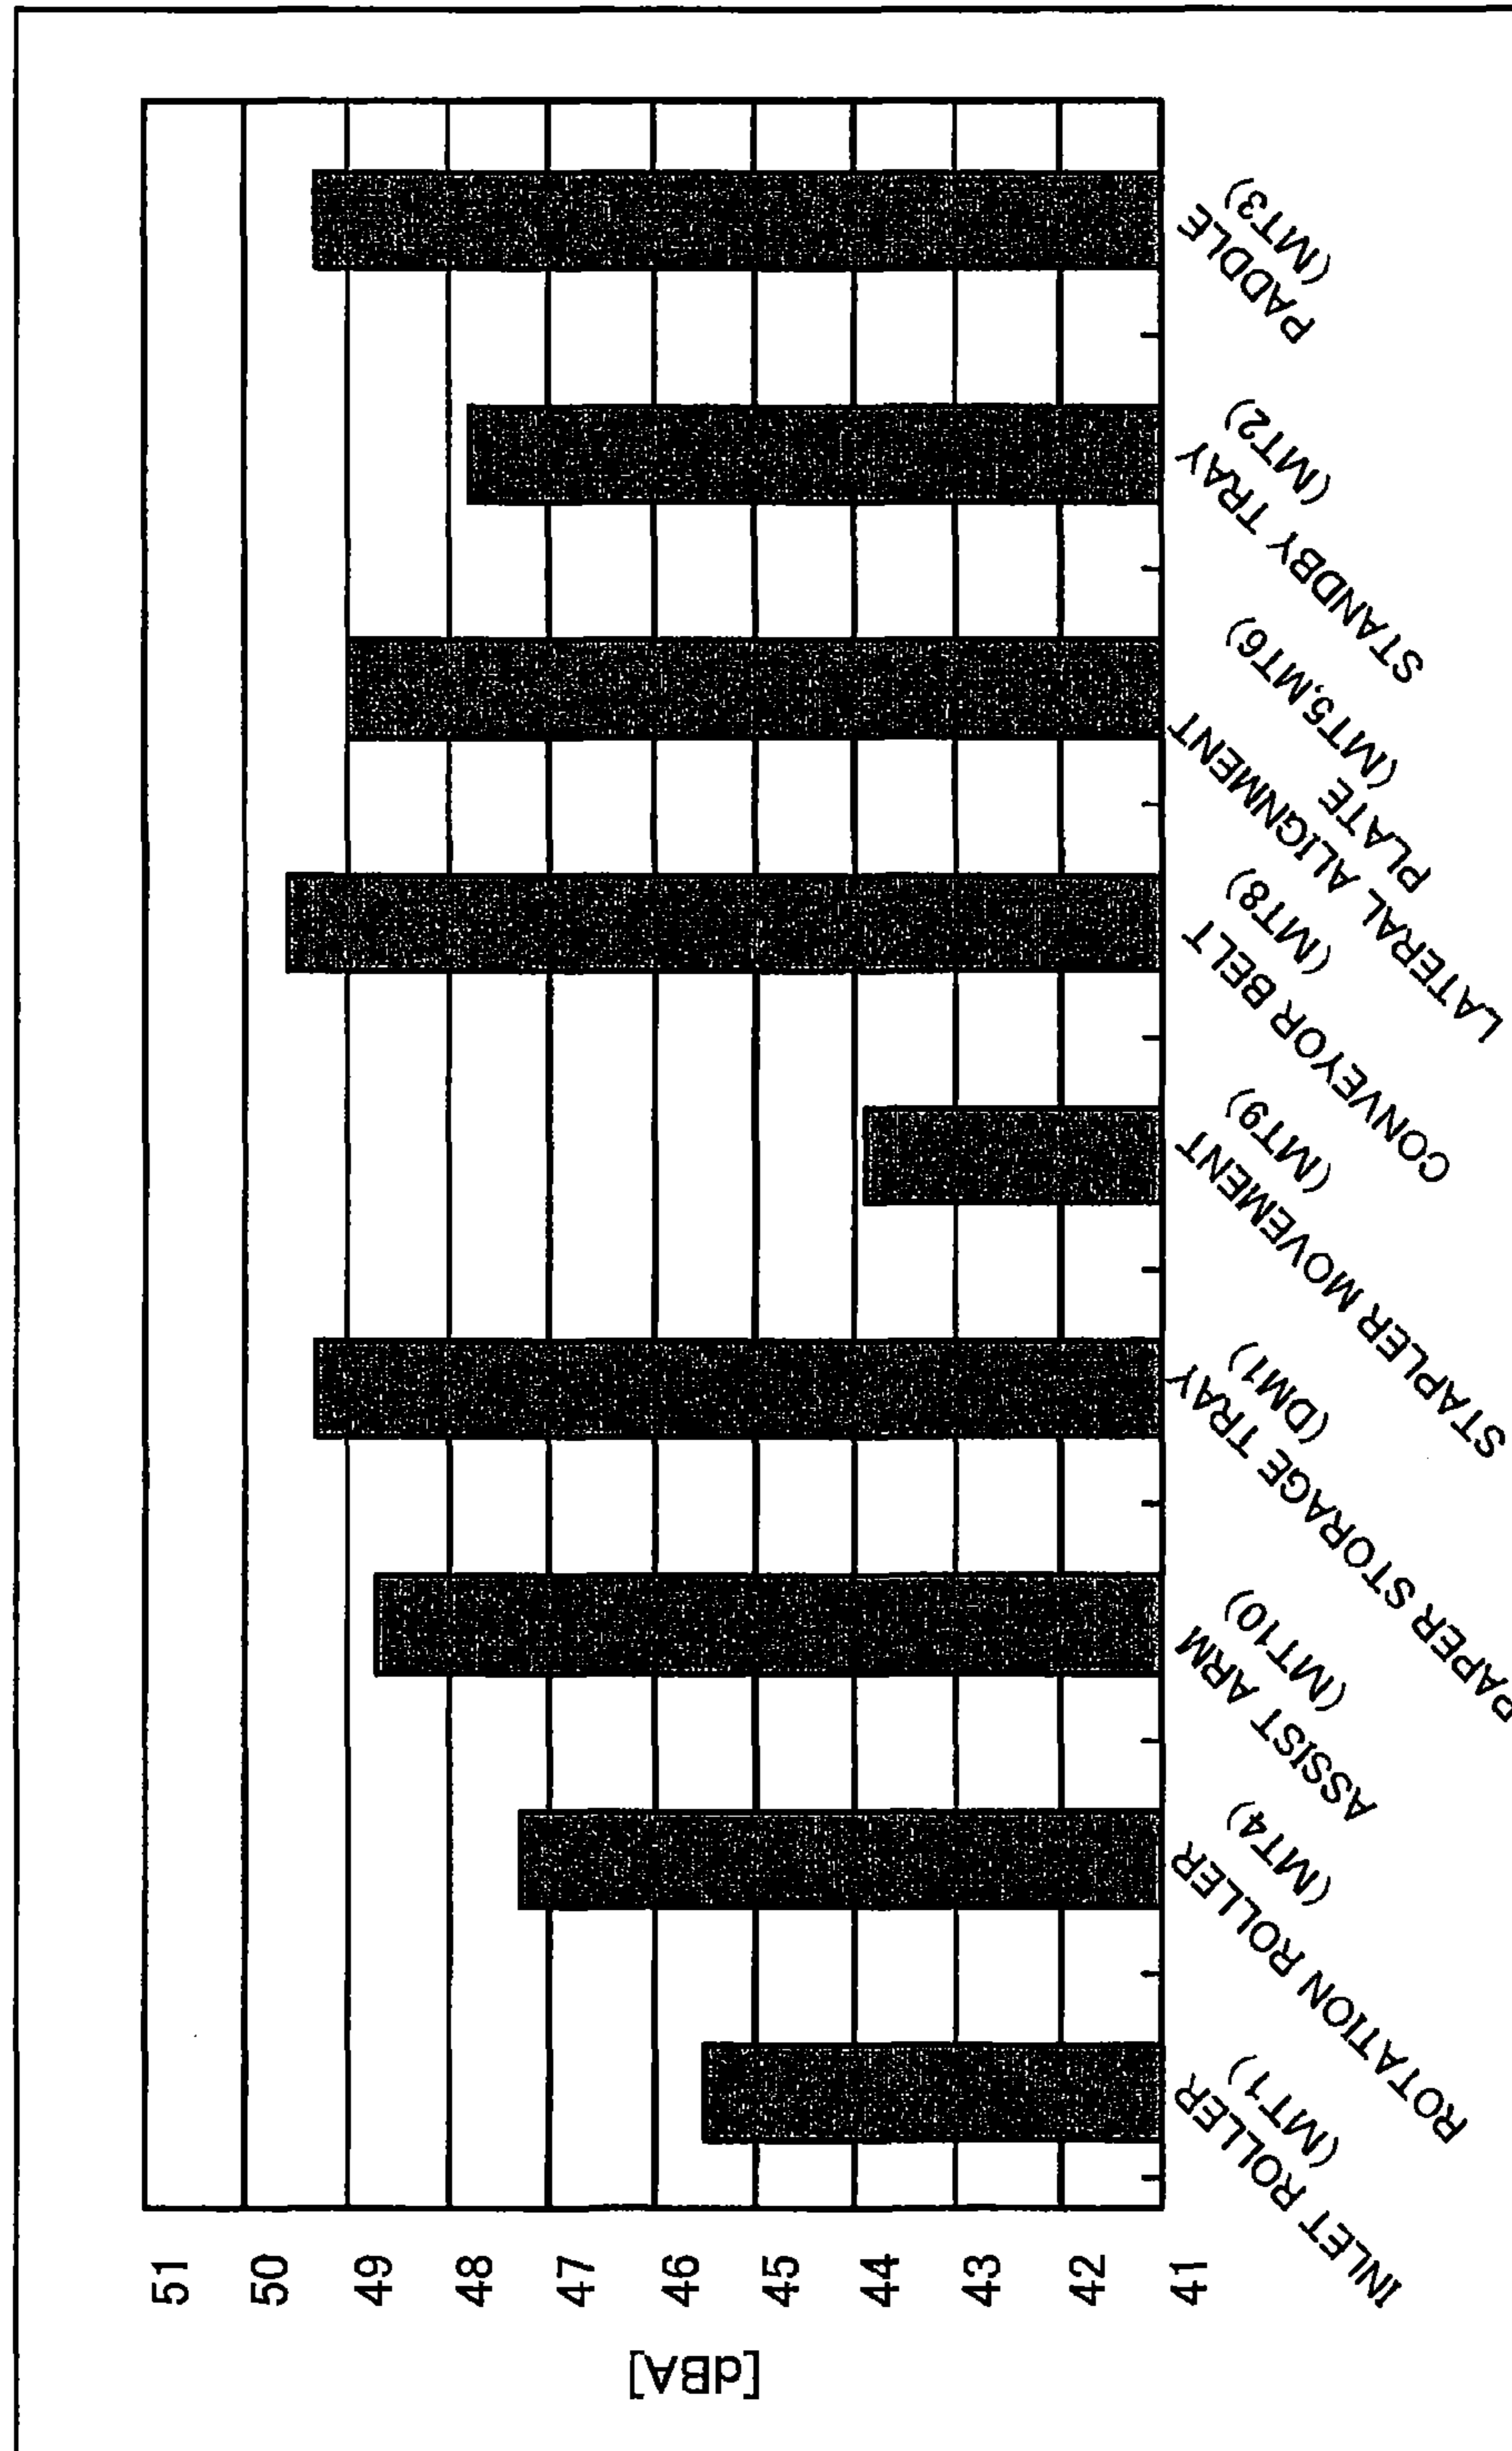 [dBA]
51
50
49
48
47
46
45
44
43
42
41
INLET ROLLER
(MT1)
ROTATION ROLLER
(MT4)
ASSIST ARM
(MT10)
PAPER STORAGE TRAY
(DM1)
STAPLER MOVEMENT
(MT9)
CONVEYOR BELT
(MT8)
LATERAL ALIGNMENT
PLATE
(MT5,MT6)
STANDBY TRAY
(MT2)
PADDLE
(MT3)